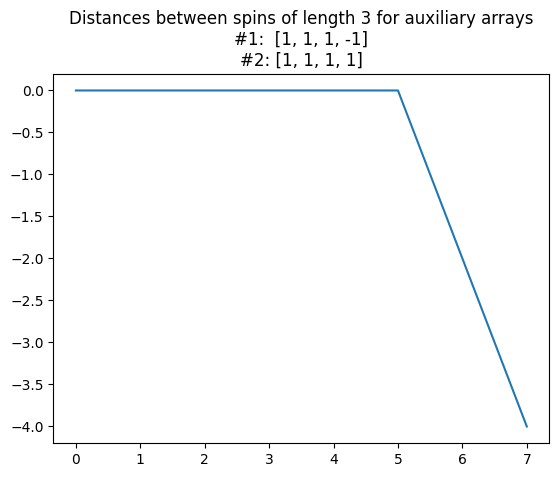 Distances between spins of length 3 for auxiliary arrays
#1:  [1, 1, 1, -1]
#2: [1, 1, 1, 1]
0.0
-0.5
-1.0
-1.5
-2.0
-2.5
-3.0
-3.5
-4.0
0 1 2 3 4 5 6 7